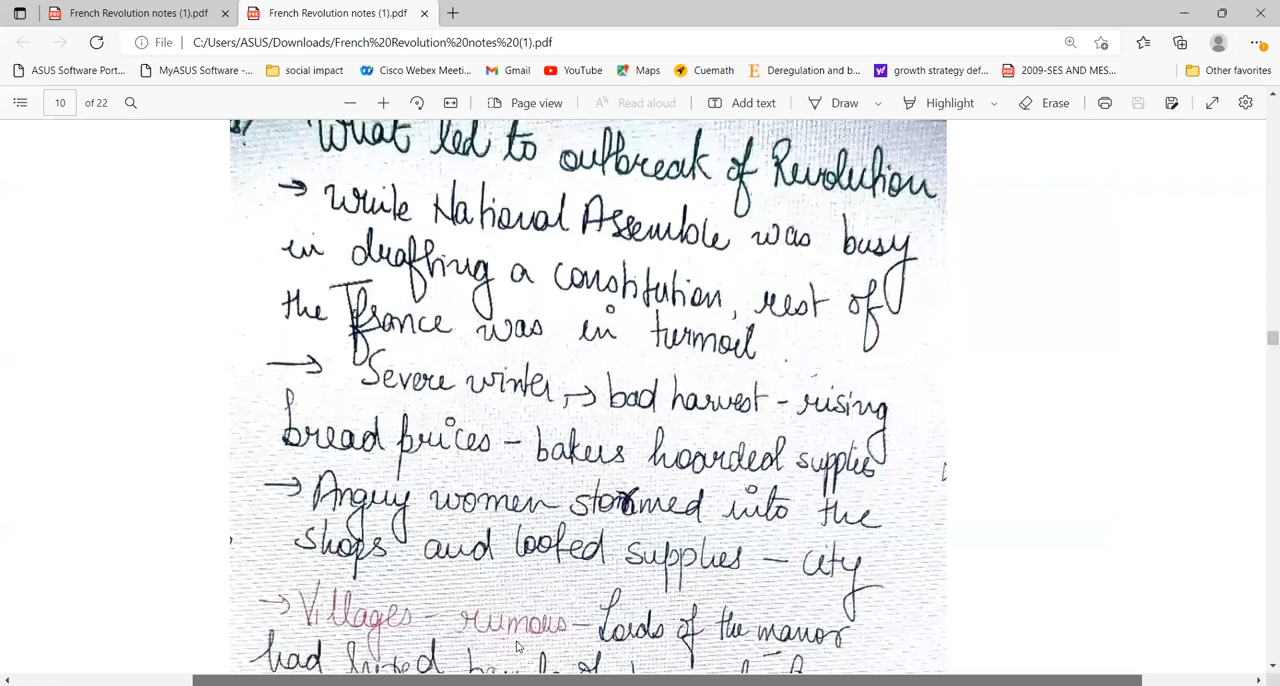 French Revolution notes (1).pdf
French Revolution notes (1).pdf
File
C:/Users/ASUS/Downloads/French%20Revolution%20notes%20(1).pdf
ASUS Software Port...
MyASUS Software -...
social impact
Cisco Webex Meeti...
Gmail
YouTube
Maps
Cuemath
Deregulation and b...
growth strategy def...
2009-SES AND MES...
Other favorites
10 of 22
Page view
Read aloud
Add text
Draw
Highlight
Erase
What led to outbreak of Revolution
→ While National Assemble was busy
in drafting a constitution, rest of
the France was in turmoil
→ Severe winter, → bad harvest - rising
bread prices - bakers hoarded supplies
→ Angry women stormed into the
shops and looted supplies - city
→ Villages - rumous - Lords of the manor
had